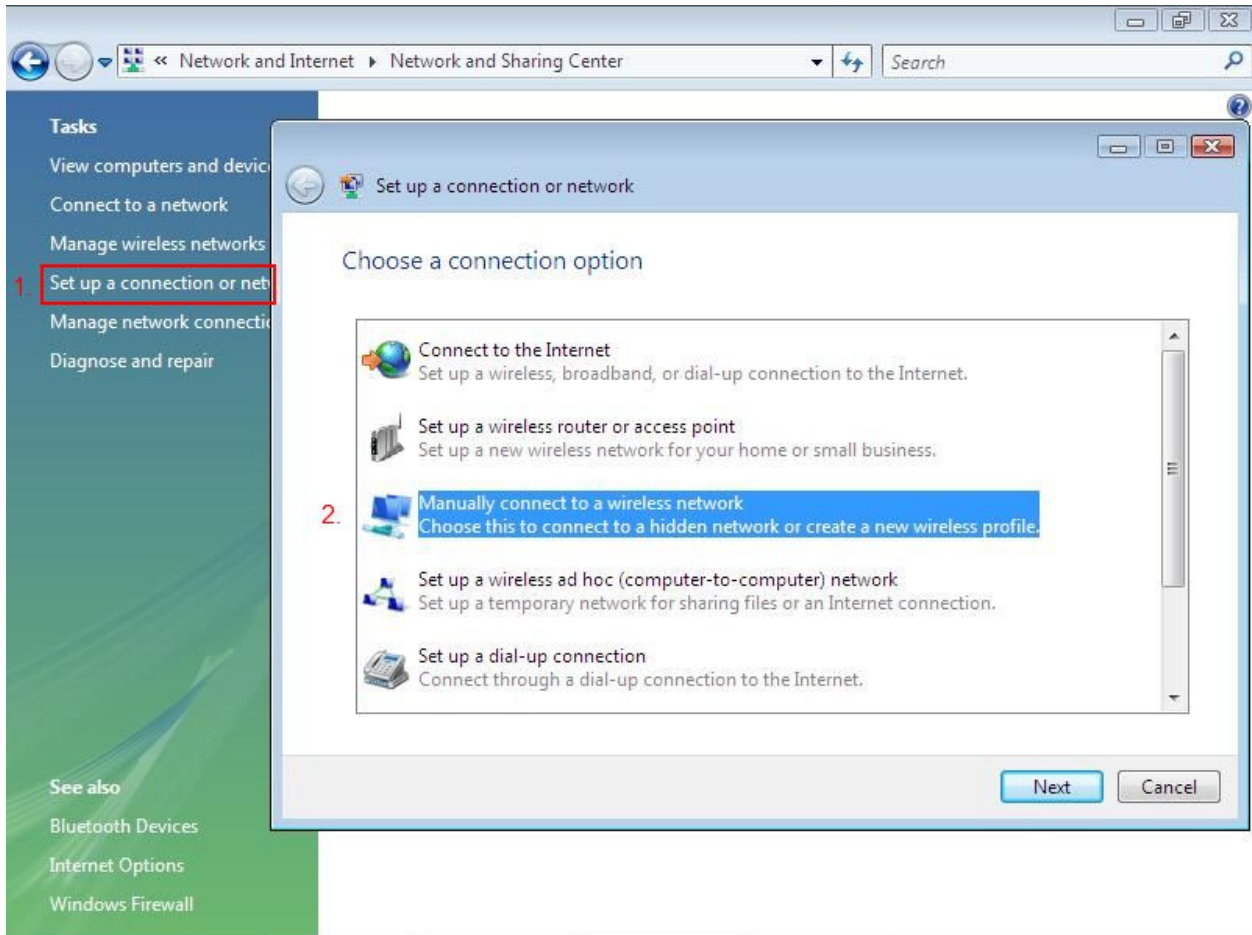 « Network and Internet ▸ Network and Sharing Center
Search
Tasks
View computers and device
Connect to a network
Manage wireless networks
1. Set up a connection or net
Manage network connectio
Diagnose and repair
See also
Bluetooth Devices
Internet Options
Windows Firewall
Set up a connection or network
Choose a connection option
Connect to the Internet
Set up a wireless, broadband, or dial-up connection to the Internet.
Set up a wireless router or access point
Set up a new wireless network for your home or small business.
2. Manually connect to a wireless network
Choose this to connect to a hidden network or create a new wireless profile.
Set up a wireless ad hoc (computer-to-computer) network
Set up a temporary network for sharing files or an Internet connection.
Set up a dial-up connection
Connect through a dial-up connection to the Internet.
Next
Cancel